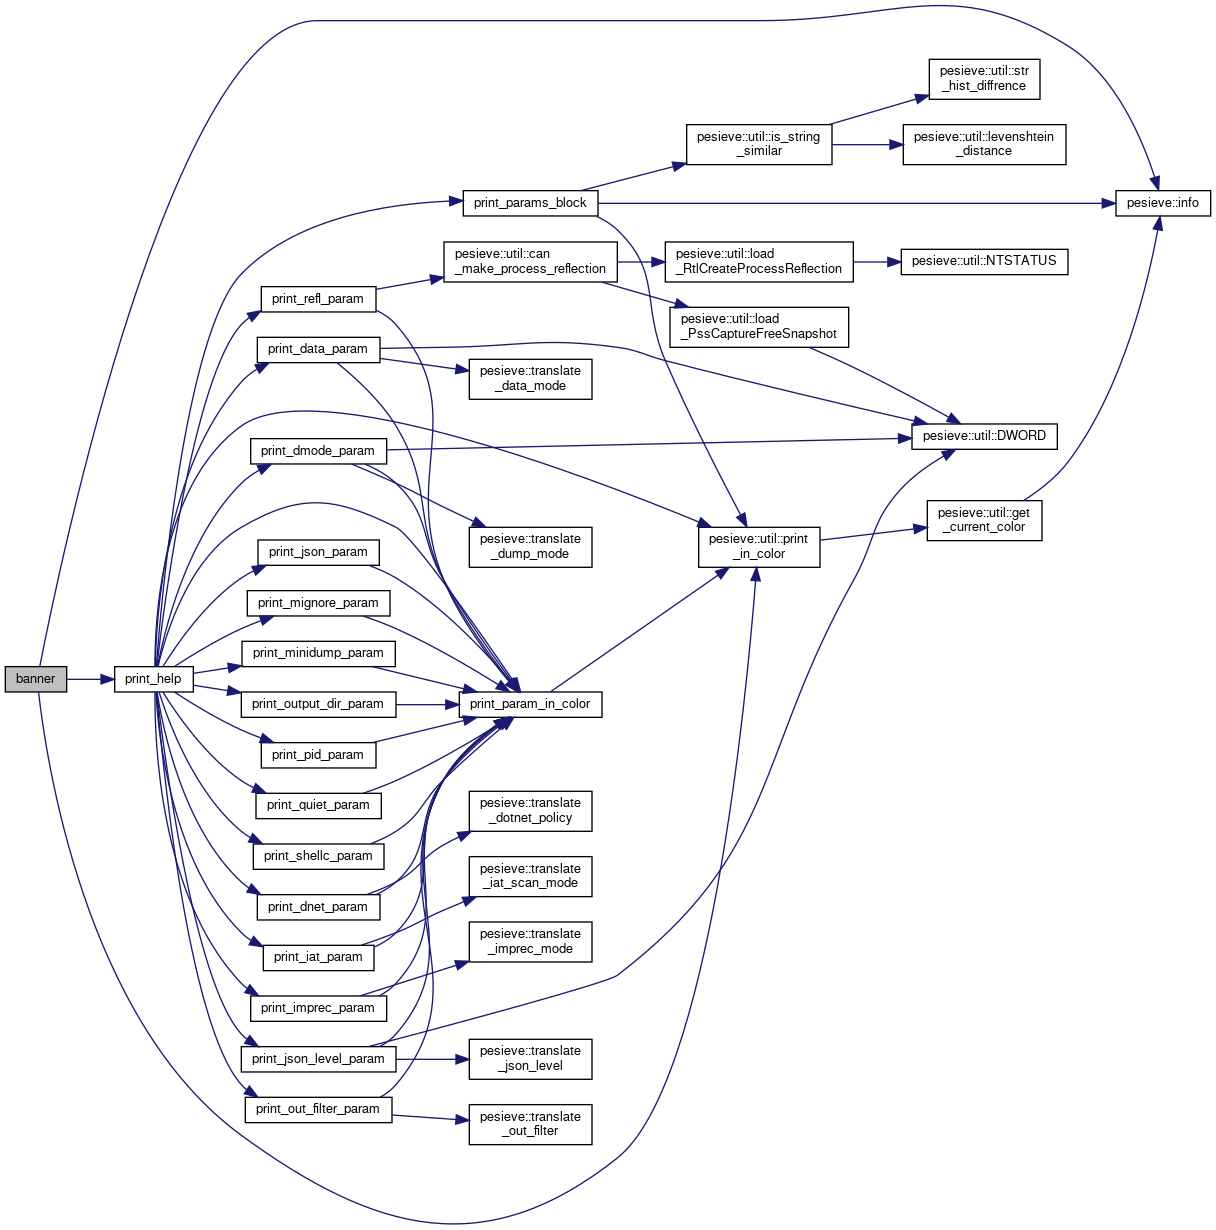 banner
print_help
print_params_block
print_refl_param
print_data_param
print_dmode_param
print_json_param
print_mignore_param
print_minidump_param
print_output_dir_param
print_pid_param
print_quiet_param
print_shellc_param
print_dnet_param
print_iat_param
print_imprec_param
print_json_level_param
print_out_filter_param
pesieve::util::can
_make_process_reflection
pesieve::translate
_data_mode
pesieve::translate
_dump_mode
print_param_in_color
pesieve::translate
_dotnet_policy
pesieve::translate
_iat_scan_mode
pesieve::translate
_imprec_mode
pesieve::translate
_json_level
pesieve::translate
_out_filter
pesieve::util::is_string
_similar
pesieve::util::load
_RtlCreateProcessReflection
pesieve::util::load
_PssCaptureFreeSnapshot
pesieve::util::print
_in_color
pesieve::util::str
_hist_diffrence
pesieve::util::levenshtein
_distance
pesieve::util::NTSTATUS
pesieve::util::DWORD
pesieve::util::get
_current_color
pesieve::info